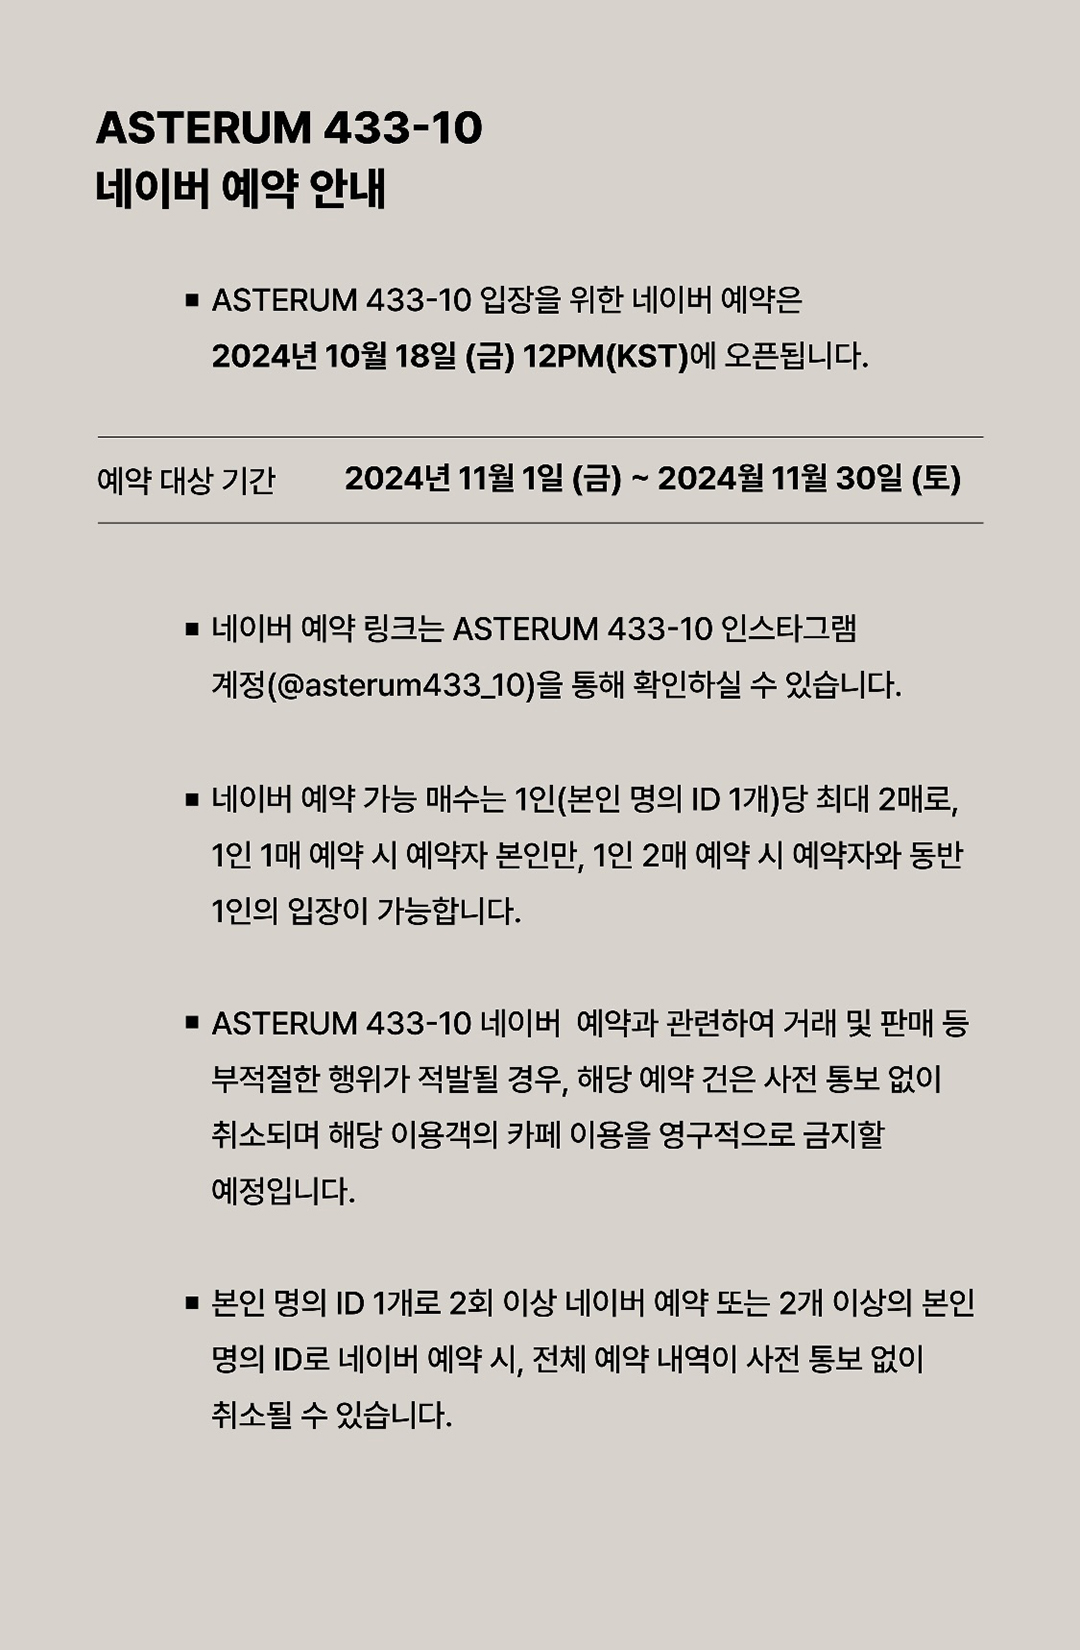 ASTERUM 433-10
네이버 예약 안내
▪ ASTERUM 433-10 입장을 위한 네이버 예약은
2024년 10월 18일 (금) 12PM(KST)에 오픈됩니다.
예약 대상 기간 2024년 11월 1일 (금) ~ 2024월 11월 30일 (토)
▪ 네이버 예약 링크는 ASTERUM 433-10 인스타그램
계정(@asterum433_10)을 통해 확인하실 수 있습니다.
▪ 네이버 예약 가능 매수는 1인(본인 명의 ID 1개)당 최대 2매로,
1인 1매 예약 시 예약자 본인만, 1인 2매 예약 시 예약자와 동반
1인의 입장이 가능합니다.
▪ ASTERUM 433-10 네이버 예약과 관련하여 거래 및 판매 등
부적절한 행위가 적발될 경우, 해당 예약 건은 사전 통보 없이
취소되며 해당 이용객의 카페 이용을 영구적으로 금지할
예정입니다.
▪ 본인 명의 ID 1개로 2회 이상 네이버 예약 또는 2개 이상의 본인
명의 ID로 네이버 예약 시, 전체 예약 내역이 사전 통보 없이
취소될 수 있습니다.